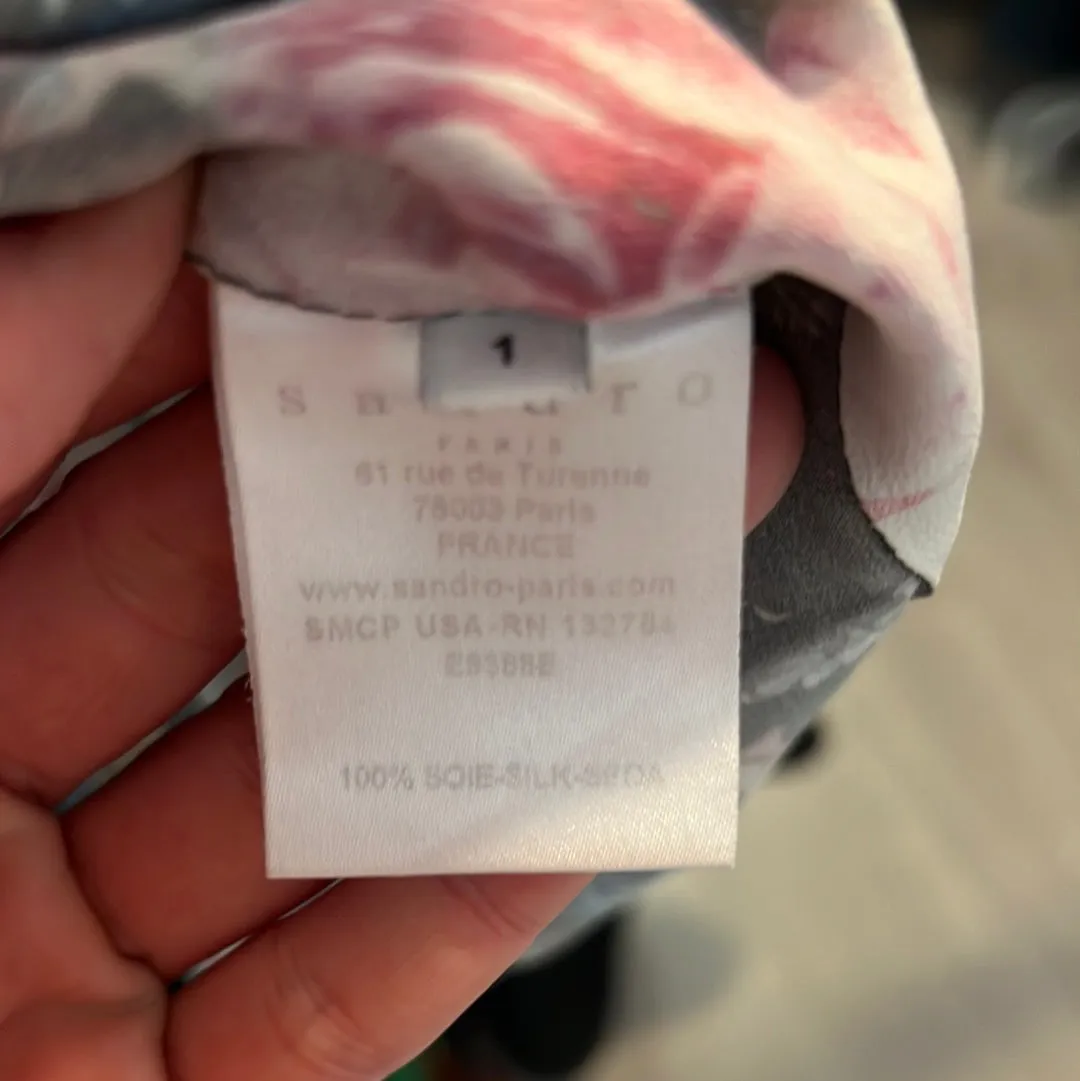 1
sandro
PARIS
61 rue de Turenne
75003 Paris
FRANCE
www.sandro-paris.com
SMCP USA-RN
100% SOIE-SILK-SEDA